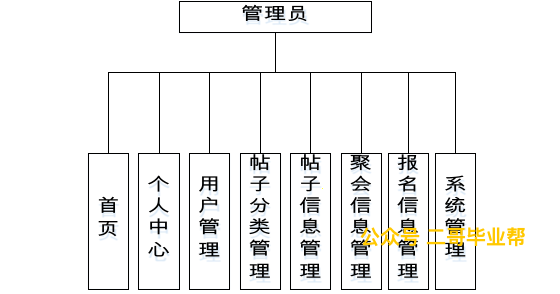 管理员
首页
个人中心
用户管理
帖子分类管理
帖子信息管理
聚会信息管理
报名信息管理
系统管理
公众号 二哥毕业帮